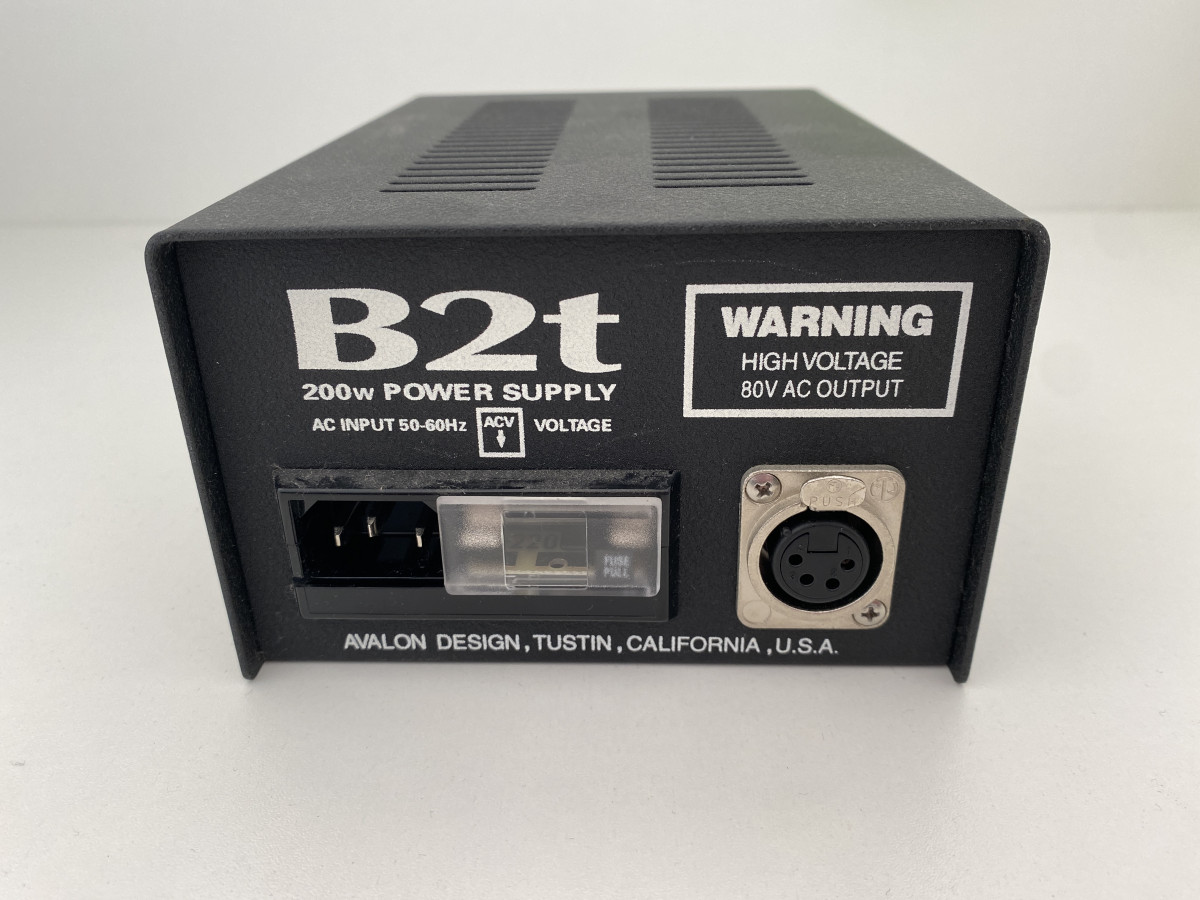 B2t
200w POWER SUPPLY
AC INPUT 50-60Hz ACV VOLTAGE
WARNING
HIGH VOLTAGE
80V AC OUTPUT
PUSH
FUSE
PULL
AVALON DESIGN, TUSTIN, CALIFORNIA, U.S.A.